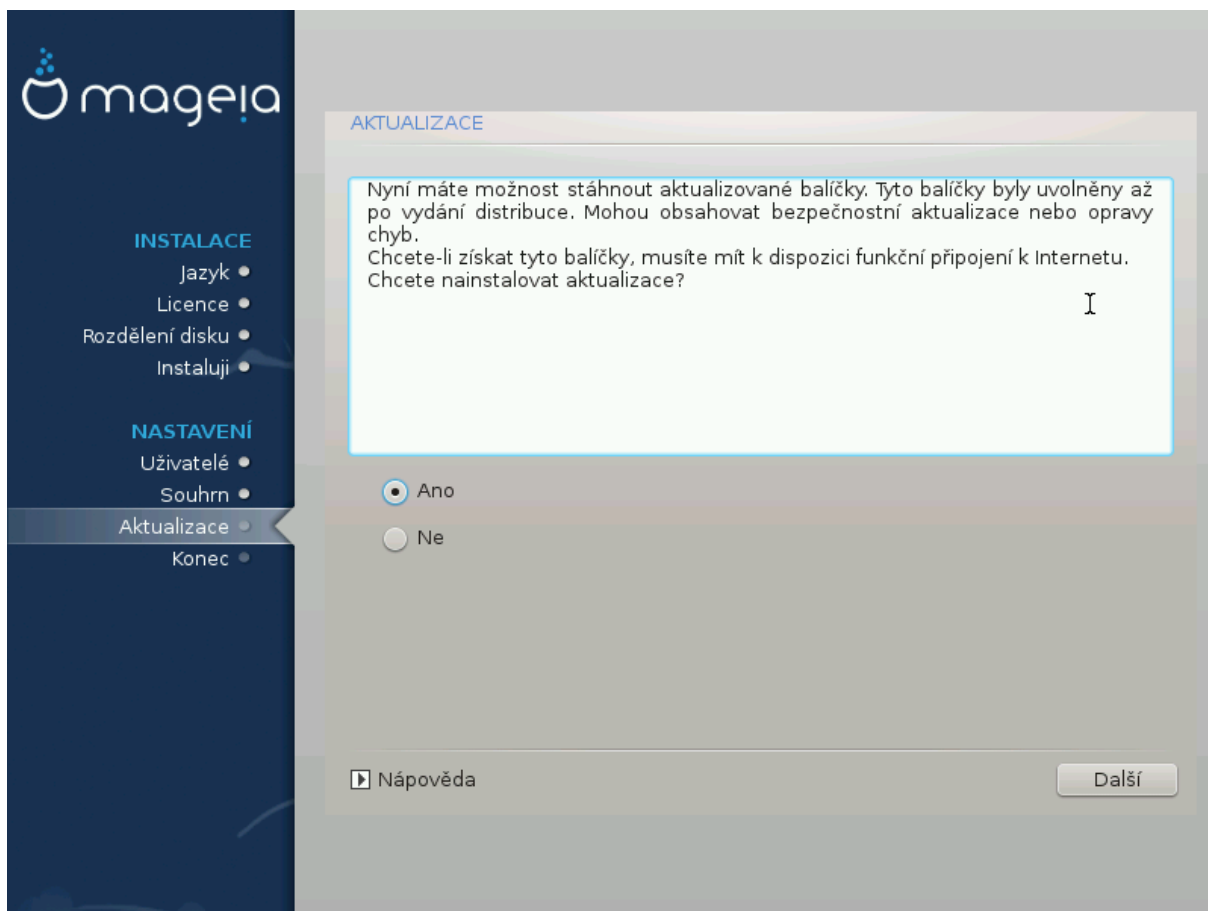 mageia
INSTALACE
Jazyk
Licence
Rozdělení disku
Instaluji
NASTAVENÍ
Uživatelé
Souhrn
Aktualizace
Konec
AKTUALIZACE
Nyní máte možnost stáhnout aktualizované balíčky. Tyto balíčky byly uvolněny až
po vydání distribuce. Mohou obsahovat bezpečnostní aktualizace nebo opravy
chyb.
Chcete-li získat tyto balíčky, musíte mít k dispozici funkční připojení k Internetu.
Chcete nainstalovat aktualizace?
Ano
Ne
Nápověda
Další